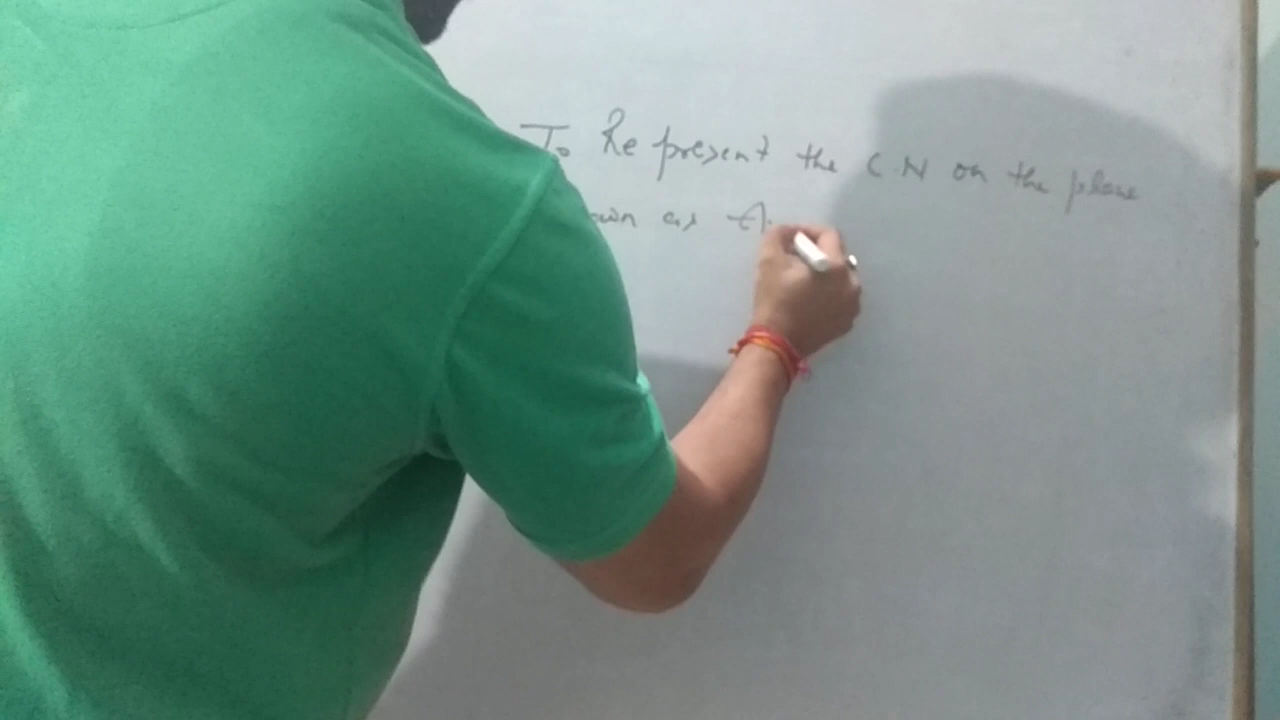 To Represent the C.N on the plane
own as A